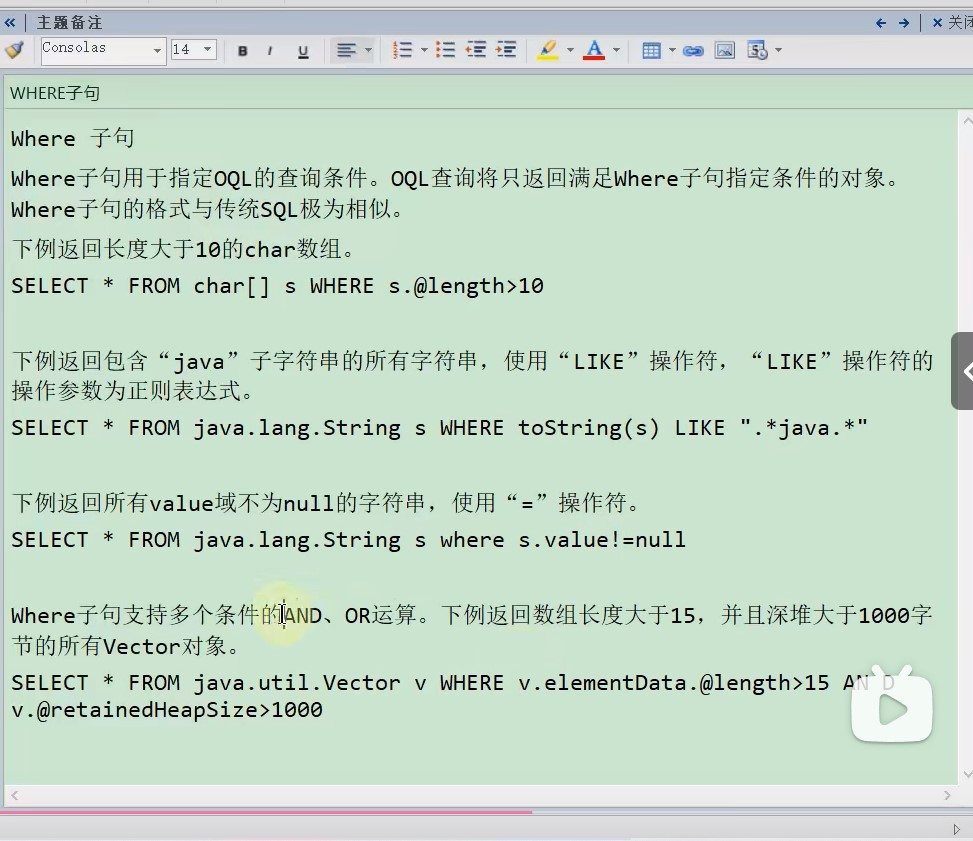 主题备注
关闭
Consolas
14
B I U
A
WHERE子句
Where 子句
Where子句用于指定OQL的查询条件。OQL查询将只返回满足Where子句指定条件的对象。
Where子句的格式与传统SQL极为相似。
下例返回长度大于10的char数组。
SELECT * FROM char[] s WHERE s.@length>10
下例返回包含“java”子字符串的所有字符串，使用“LIKE”操作符，“LIKE”操作符的
操作参数为正则表达式。
SELECT * FROM java.lang.String s WHERE toString(s) LIKE ".*java.*"
下例返回所有value域不为null的字符串，使用“=”操作符。
SELECT * FROM java.lang.String s where s.value!=null
Where子句支持多个条件的AND、OR运算。下例返回数组长度大于15，并且深堆大于1000字
节的所有Vector对象。
SELECT * FROM java.util.Vector v WHERE v.elementData.@length>15 AND
v.@retainedHeapSize>1000